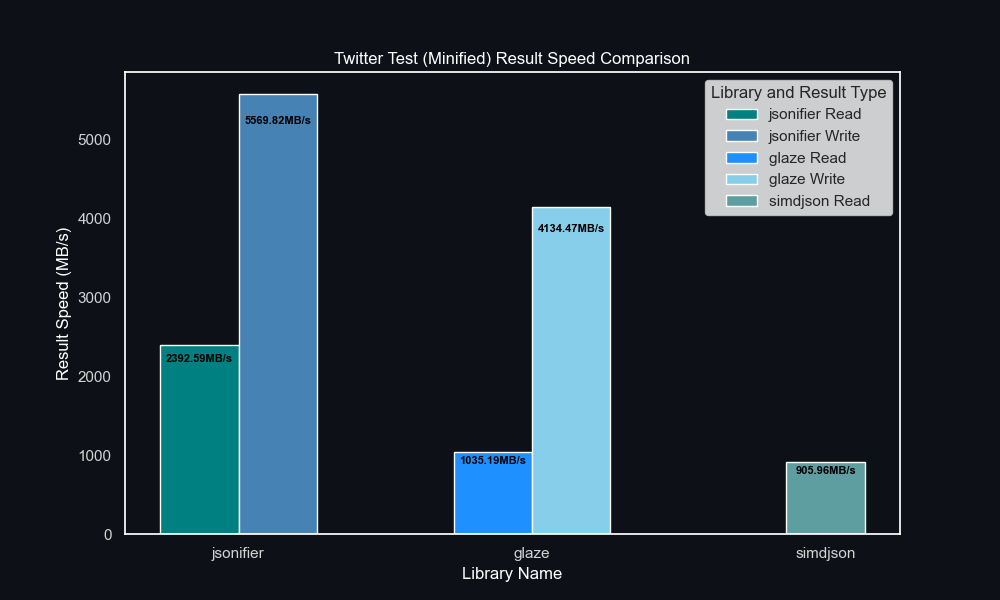 Twitter Test (Minified) Result Speed Comparison
Library and Result Type
jsonifier Read
jsonifier Write
glaze Read
glaze Write
simdjson Read
5569.82MB/s
4134.47MB/s
2392.59MB/s
1035.19MB/s
905.96MB/s
Result Speed (MB/s)
5000
4000
3000
2000
1000
0
jsonifier
glaze
simdjson
Library Name